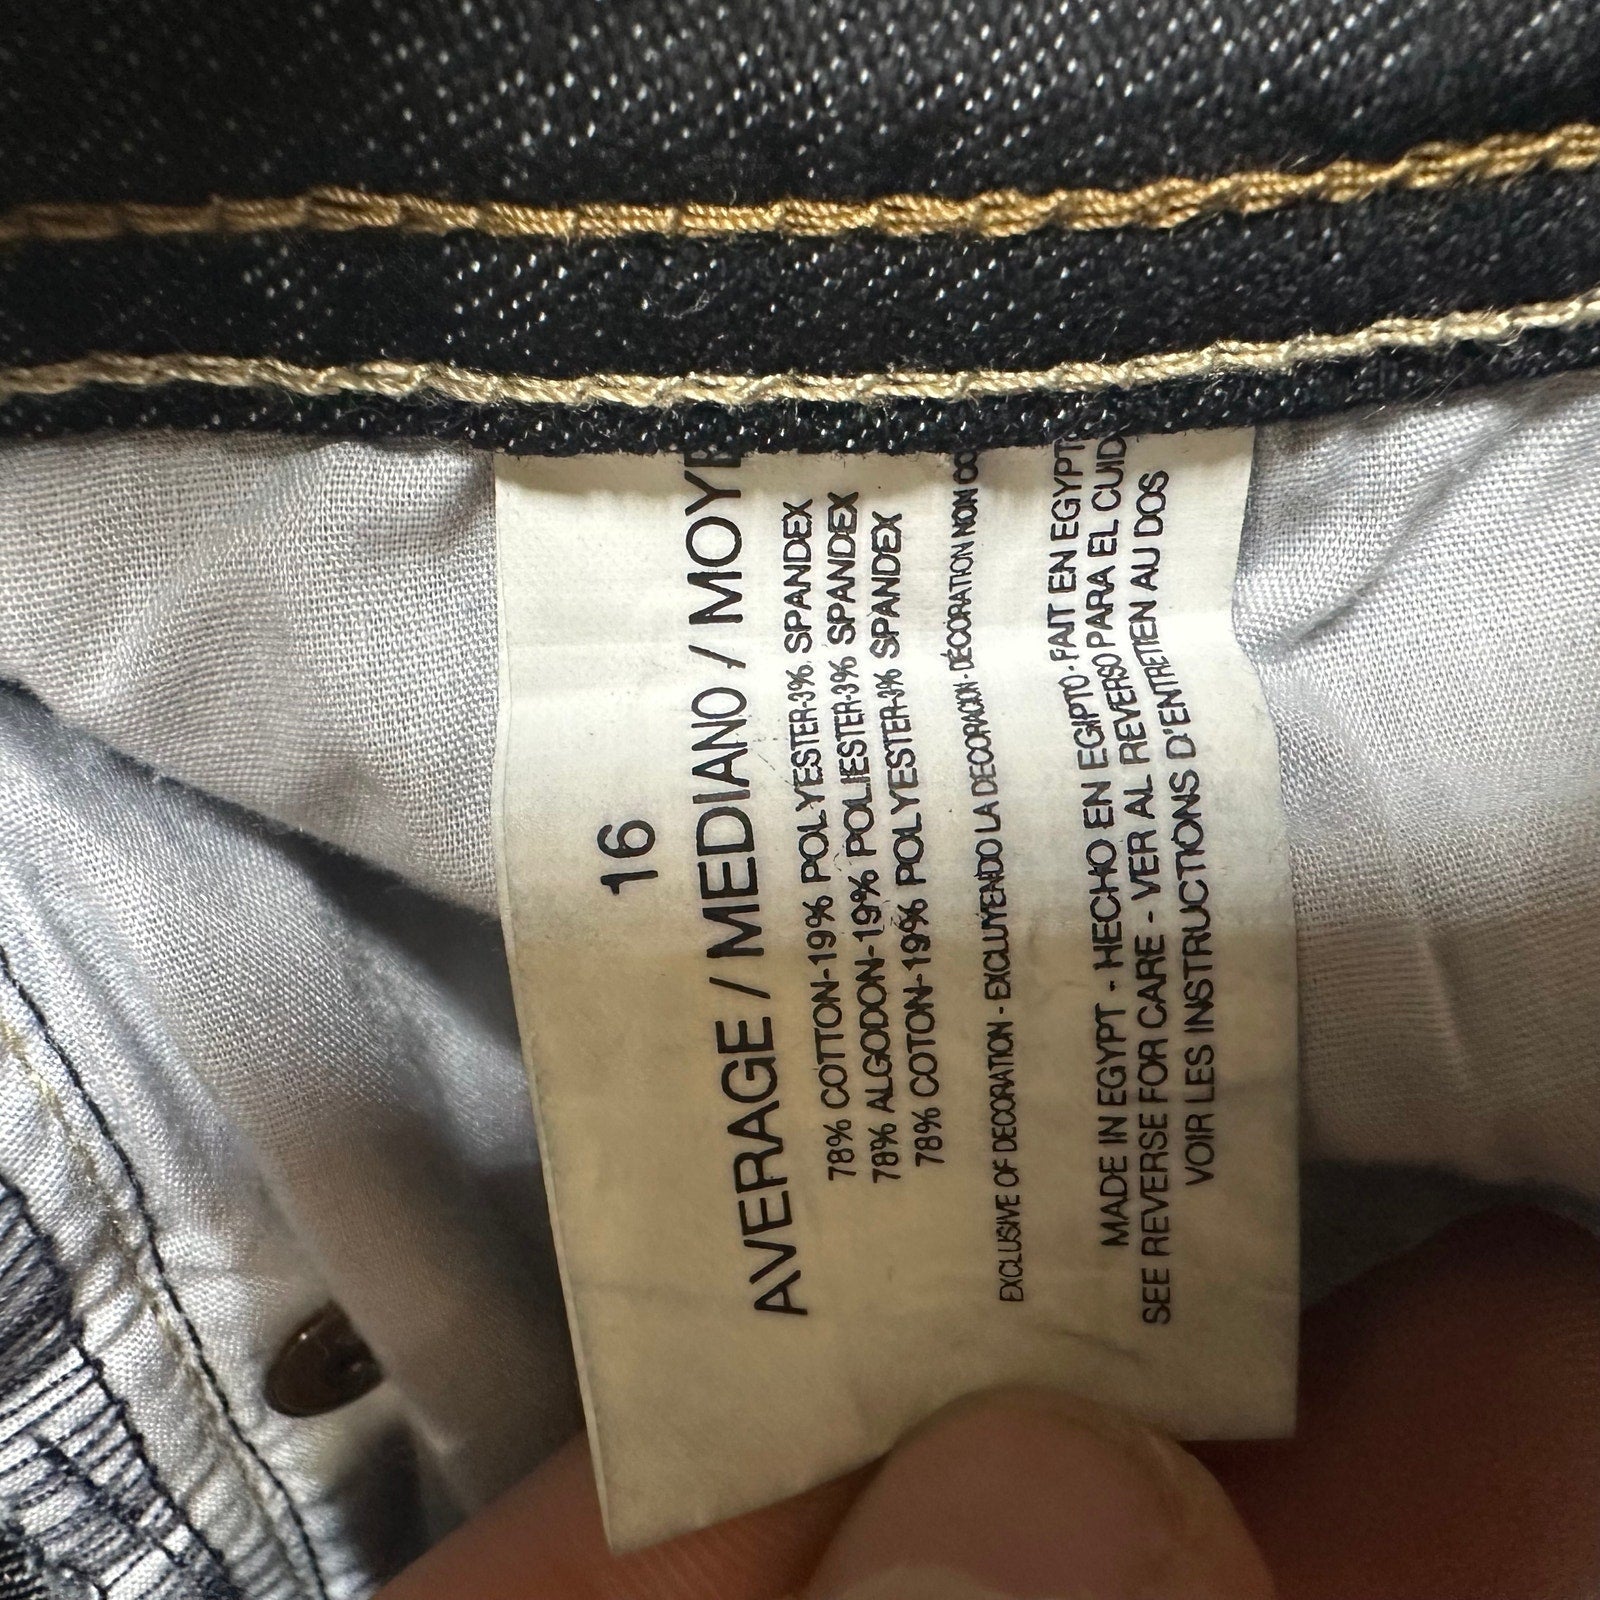 16
AVERAGE / MEDIANO / MOYE
78% COTTON-19% POLYESTER-3% SPANDEX
78% ALGODON-19% POLIESTER-3% SPANDEX
78% COTON-19% POLYESTER-3% SPANDEX
EXCLUSIVE OF DECORATION - EXCLUYENDO LA DECORACION - DÉCORATION NON CO
MADE IN EGYPT - HECHO EN EGIPTO - FAIT EN EGYPT
SEE REVERSE FOR CARE - VER AL REVERSO PARA EL CUID
VOIR LES INSTRUCTIONS D'ENTRETIEN AU DOS